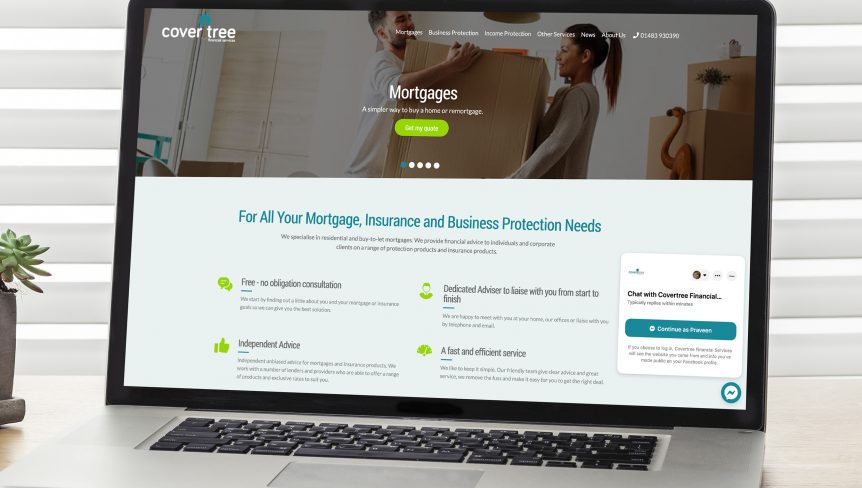 cover tree
financial services
Mortgages Business Protection Income Protection Other Services News About Us 01483 930390
Mortgages
A simpler way to buy a home or remortgage.
Get my quote
For All Your Mortgage, Insurance and Business Protection Needs
We specialise in residential and buy-to-let mortgages. We provide financial advice to individuals and corporate
clients on a range of protection products and insurance products.
Free - no obligation consultation
We start by finding out a little about you and your mortgage or insurance
goals so we can give you the best solution.
Dedicated Adviser to liaise with you from start to
finish
We are happy to meet with you at your home, our offices or liaise with you
by telephone and email.
Independent Advice
Independent unbiased advice for mortgages and insurance products. We
work with a number of lenders and providers who are able to offer a range
of products and exclusive rates to suit you.
A fast and efficient service
We like to keep it simple. Our friendly team give clear advice and great
service, we remove the fuss and make it easy for you to get the right deal.
covertree
Chat with Covertree Financial...
Typically replies within minutes
Continue as Praveen
If you choose to log in, Covertree Financial Services
will see the website you came from and info you've
made public on your Facebook profile.